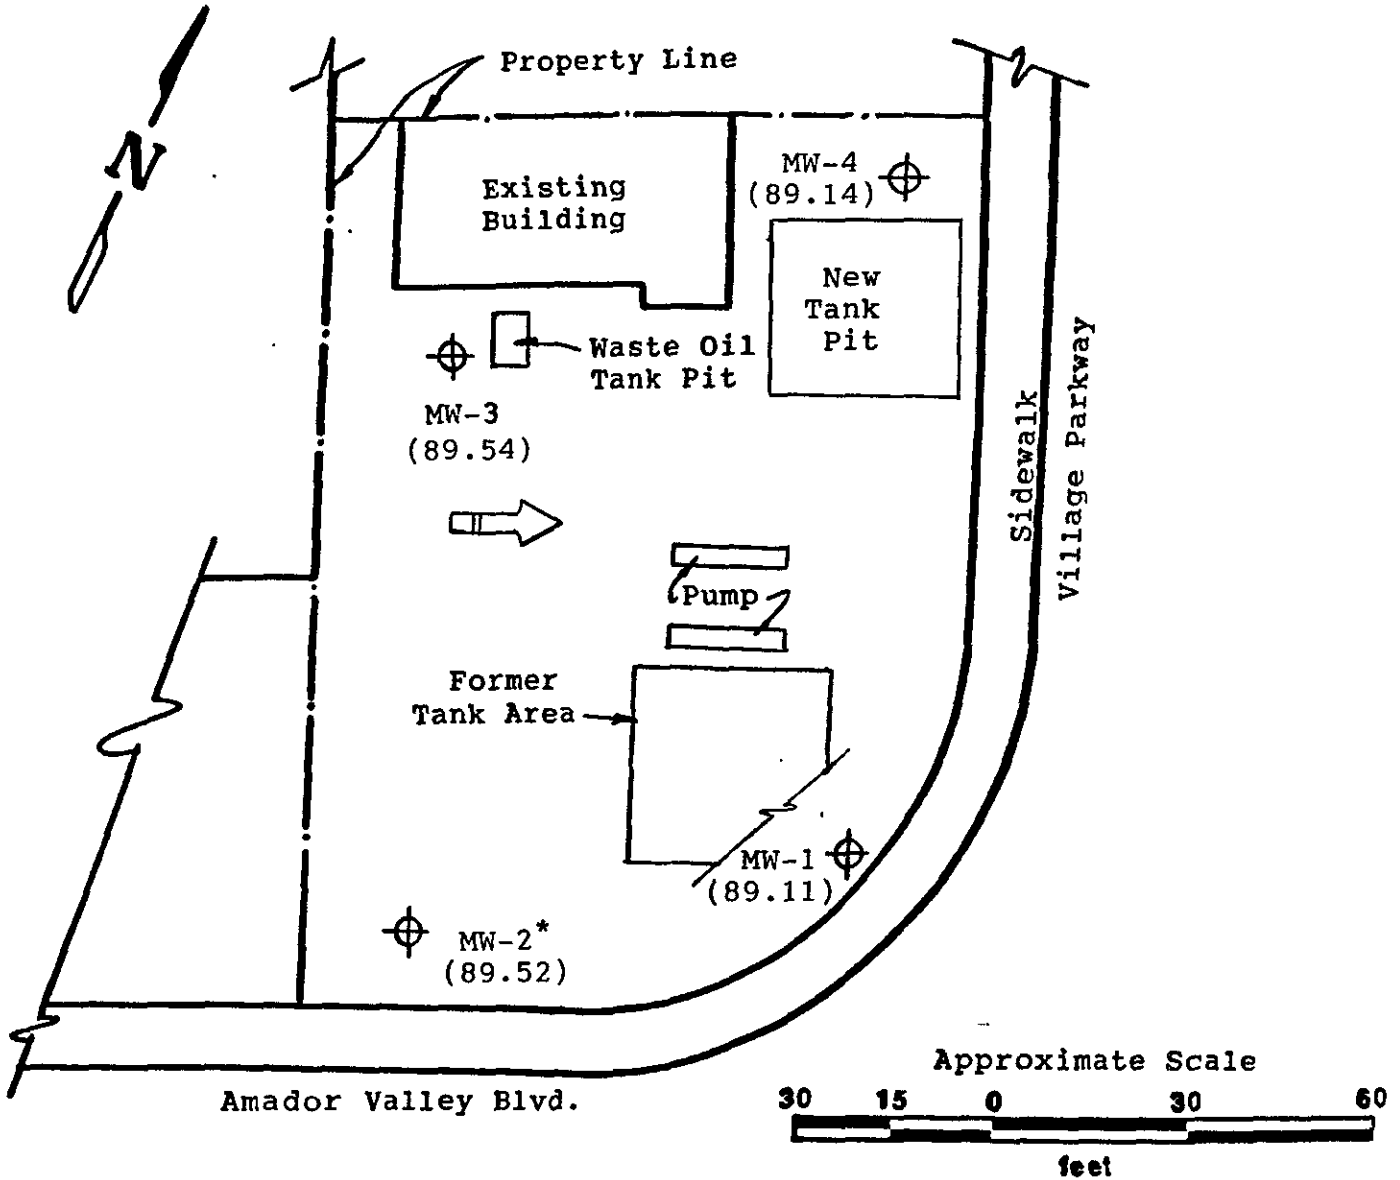 Property Line
N
MW-4
(89.14)
Existing
Building
New
Tank
Pit
Waste Oil
Tank Pit
MW-3
(89.54)
Sidewalk
Village Parkway
Pump
Former
Tank Area
MW-1
(89.11)
MW-2*
(89.52)
Amador Valley Blvd.
Approximate Scale
30 15 0 30 60
feet